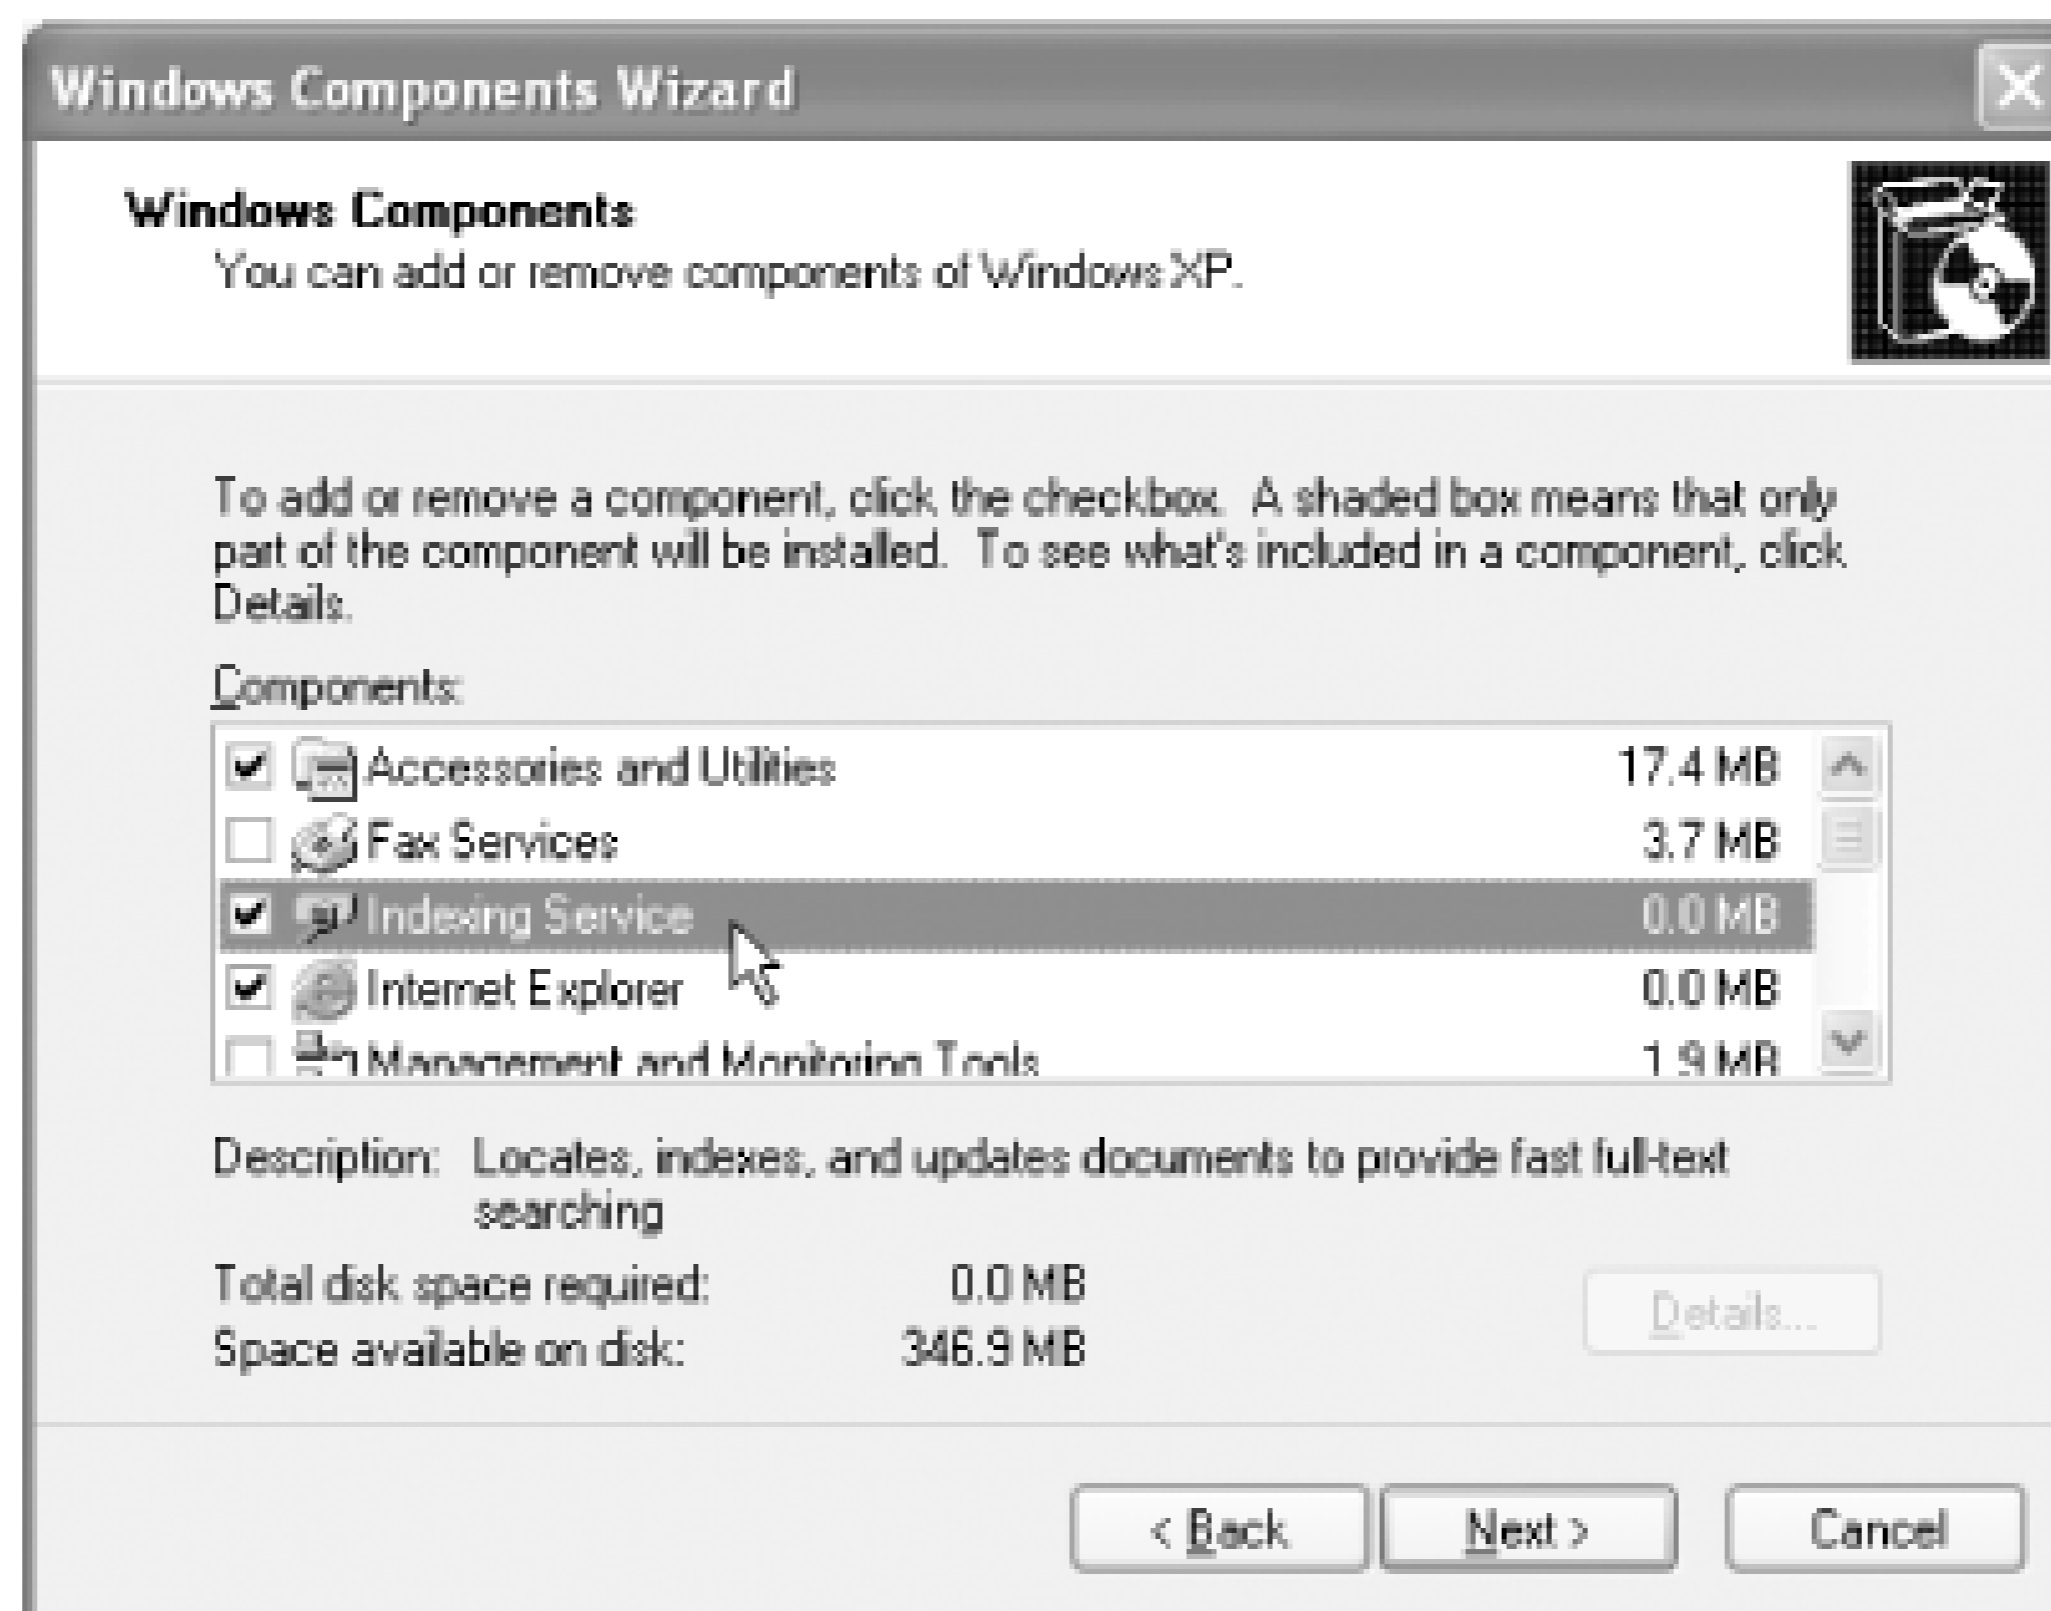 Windows Components Wizard
Windows Components
You can add or remove components of Windows XP.
To add or remove a component, click the checkbox.  A shaded box means that only
part of the component will be installed.  To see what's included in a component, click
Details.
Components:
Accessories and Utilities 17.4 MB
Fax Services 3.7 MB
Indexing Service 0.0 MB
Internet Explorer 0.0 MB
Management and Monitoring Tools 1.9 MB
Description: Locates, indexes, and updates documents to provide fast full-text
searching
Total disk space required: 0.0 MB
Space available on disk: 346.9 MB
Details...
< Back Next > Cancel